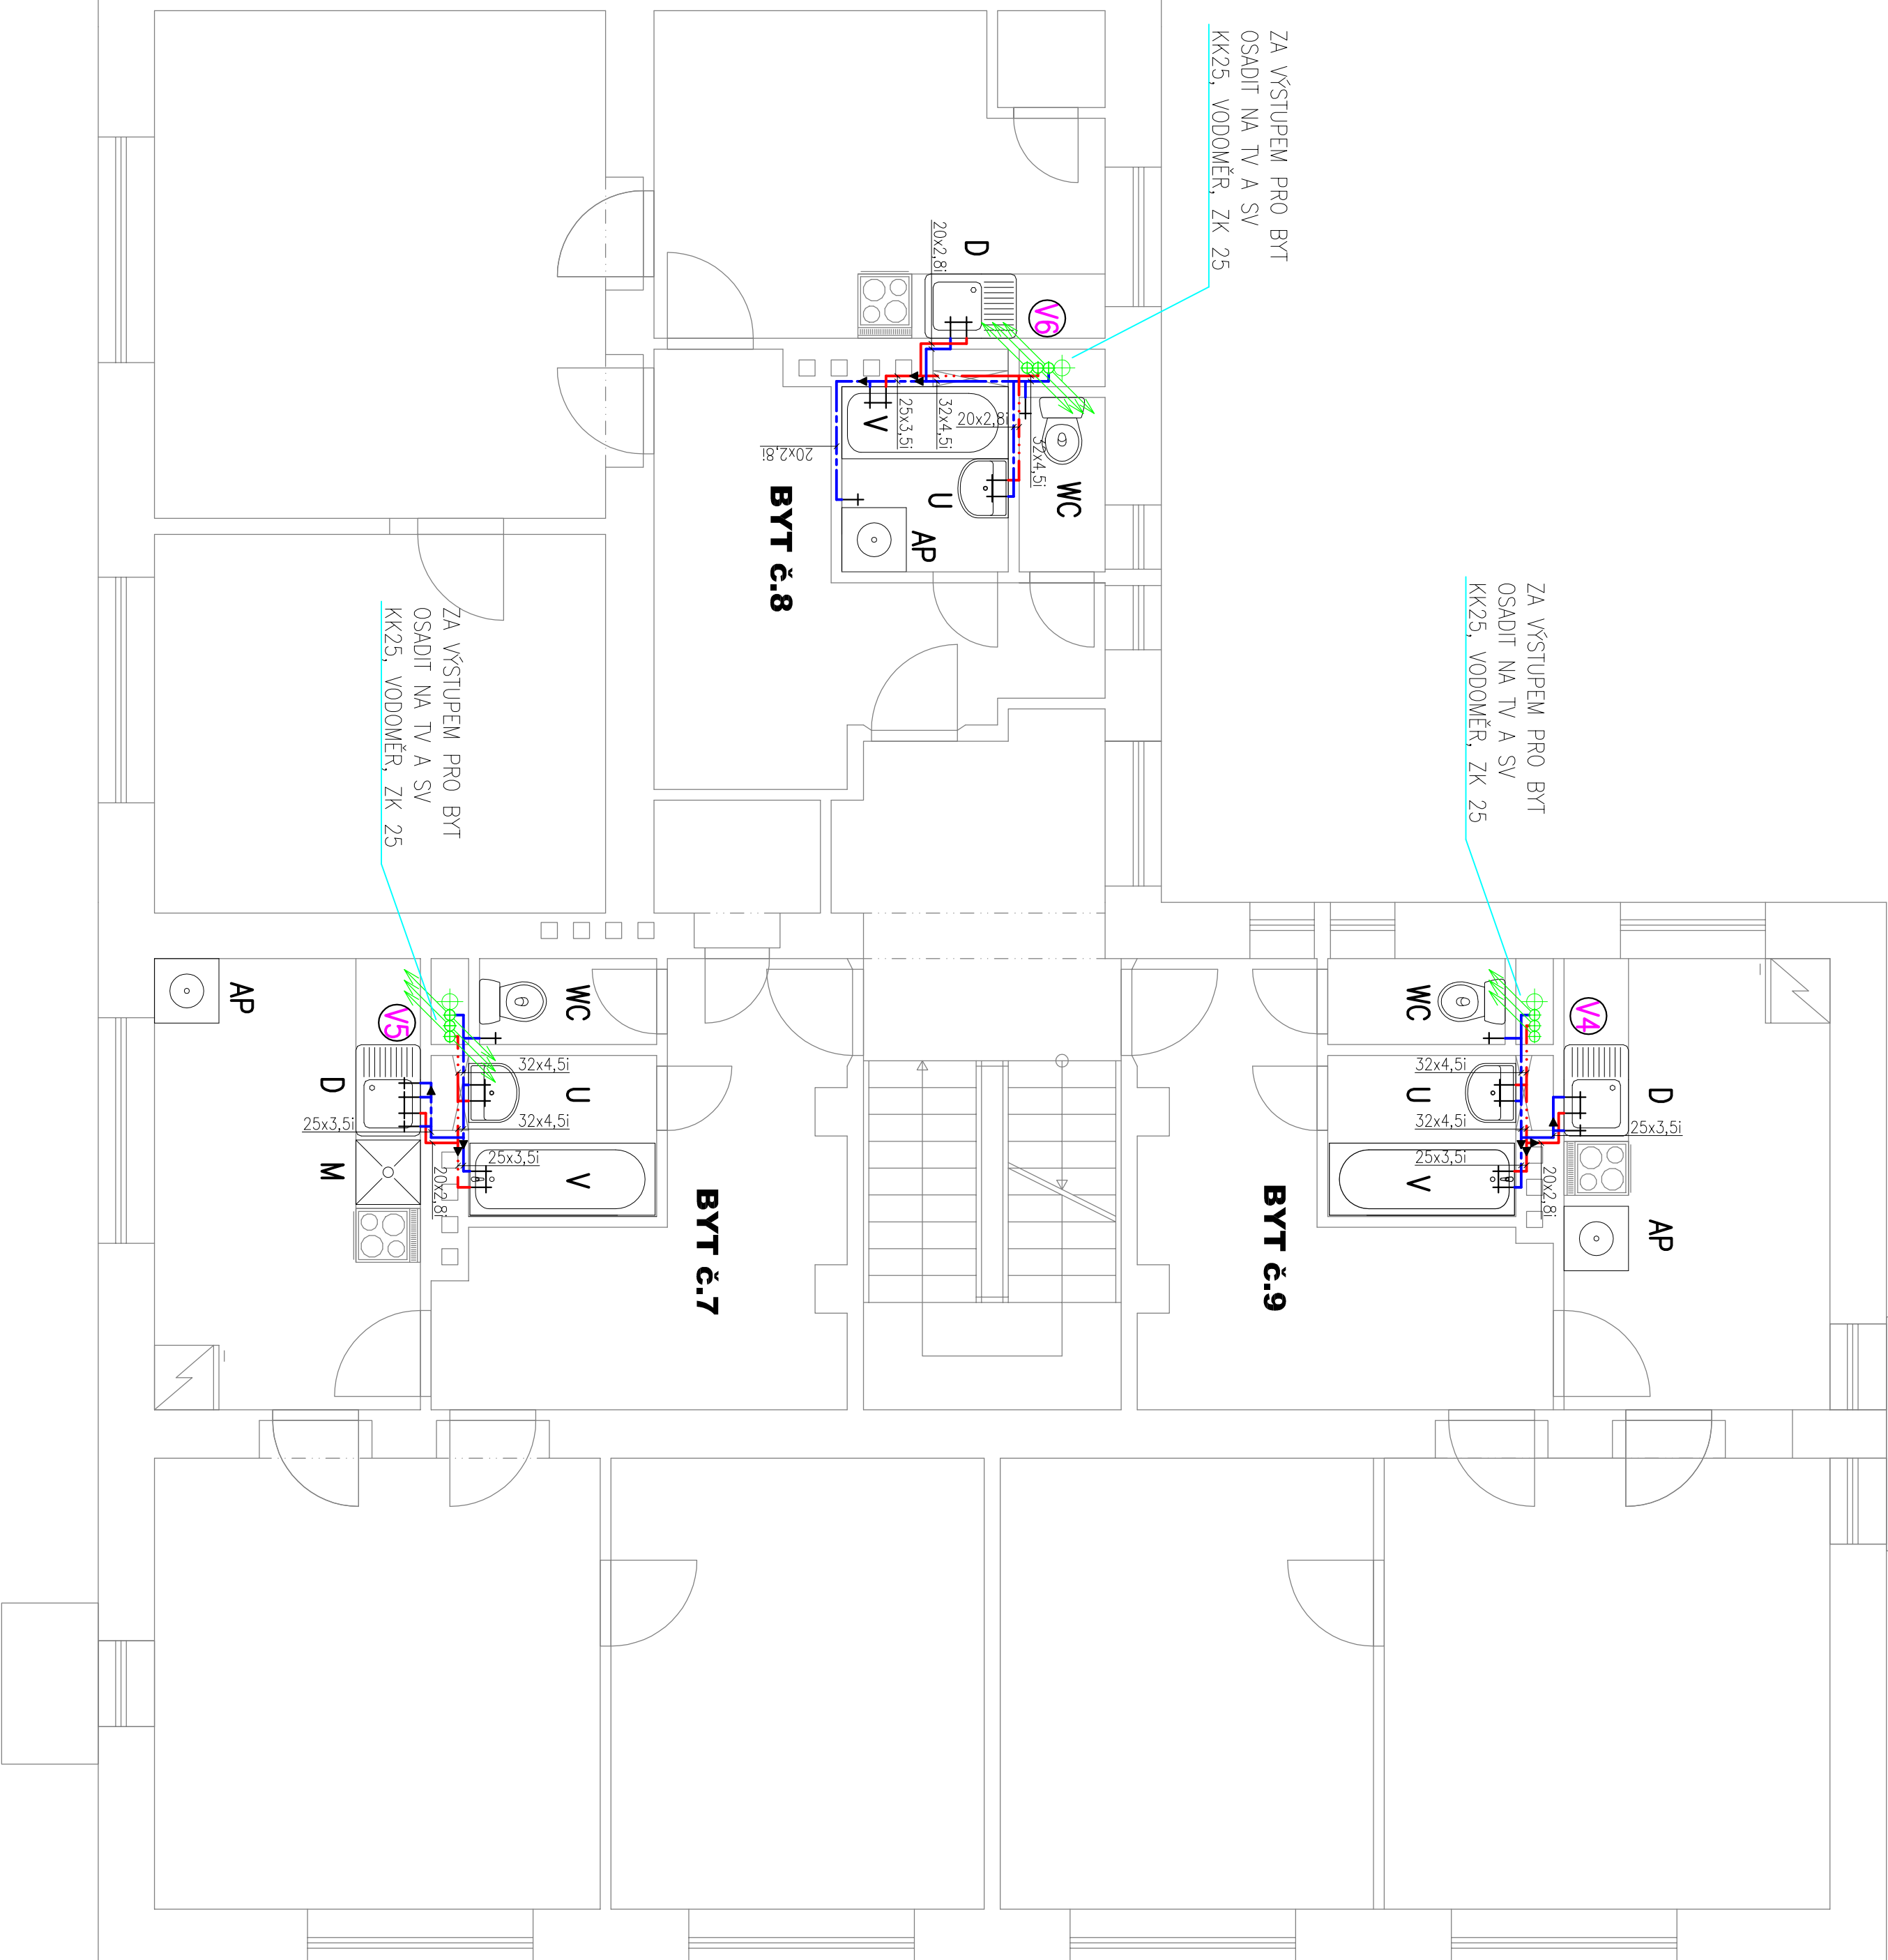 ZA VÝSTUPEM PRO BYT
OSADIT NA TV A SV
KK25, VODOMĚR, ZK 25
D
20x2,8i
V6
25x3,5i
32x4,5i
20x2,8i
32x4,5i
V
20x2,8i
WC
U
AP
BYT č.8
ZA VÝSTUPEM PRO BYT
OSADIT NA TV A SV
KK25, VODOMĚR, ZK 25
AP
V5
WC
D
32x4,5i
U
25x3,5i
32x4,5i
M
20x2,8i
25x3,5i
V
BYT č.7
ZA VÝSTUPEM PRO BYT
OSADIT NA TV A SV
KK25, VODOMĚR, ZK 25
WC
V4
32x4,5i
U
D
32x4,5i
25x3,5i
25x3,5i
V
20x2,8i
AP
BYT č.9